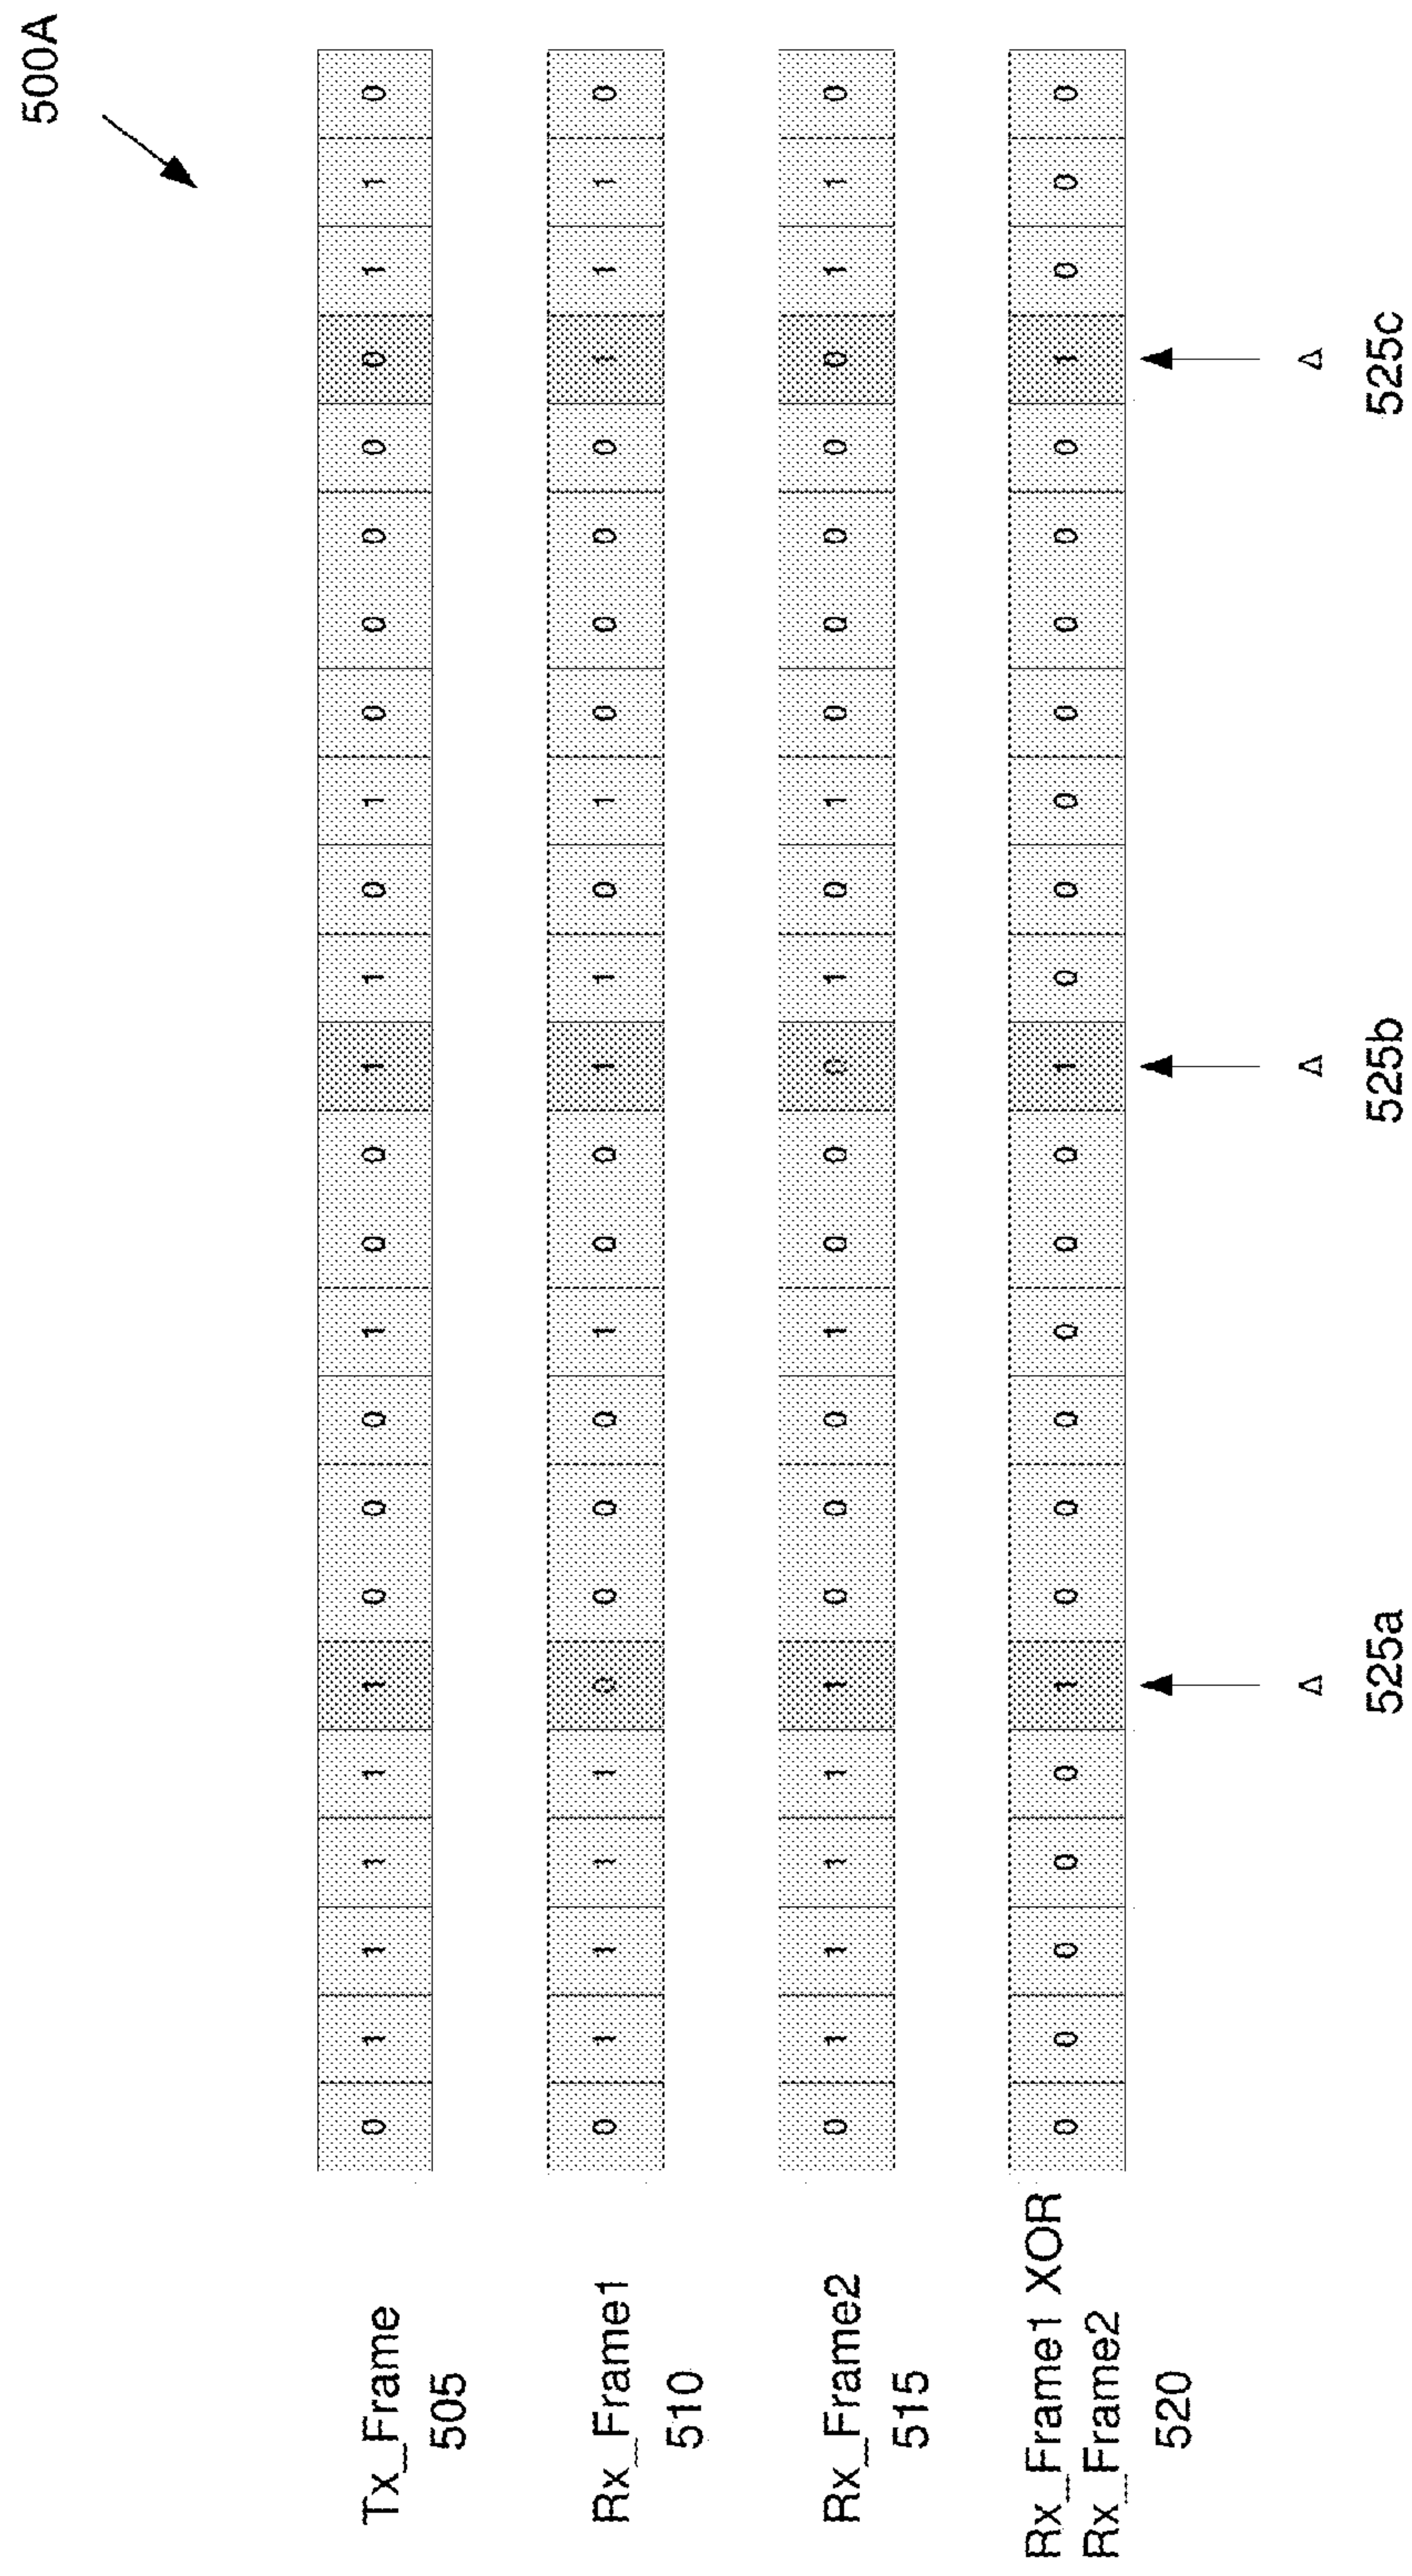 500A
Tx_Frame 0 1 1 1 1 1 0 0 0 1 0 0 1 1 0 1 0 0 0 0 0 1 1 0
505
Rx_Frame1 0 1 1 1 1 0 0 0 0 1 0 0 1 1 0 1 0 0 0 0 1 1 1 0
510
Rx_Frame2 0 1 1 1 1 1 0 0 0 1 0 0 0 1 0 1 0 0 0 0 0 1 1 0
515
Rx_Frame1 XOR 0 0 0 0 0 1 0 0 0 0 0 0 1 0 0 0 0 0 0 0 1 0 0 0
Rx_Frame2
520
Δ Δ Δ
525a 525b 525c